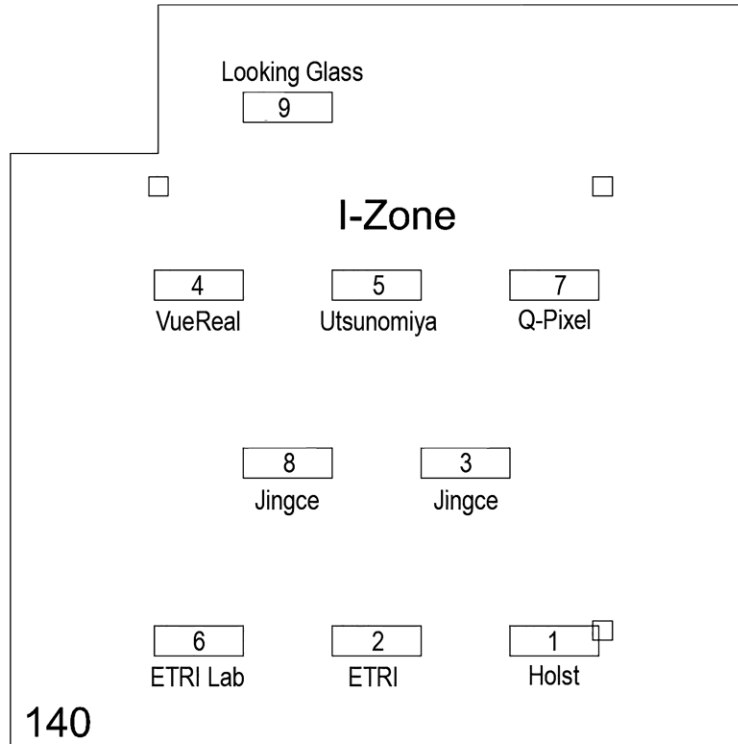 Looking Glass
9
I-Zone
4 5 7
VueReal Utsunomiya Q-Pixel
8 3
Jingce Jingce
6 2 1
ETRI Lab ETRI Holst
140